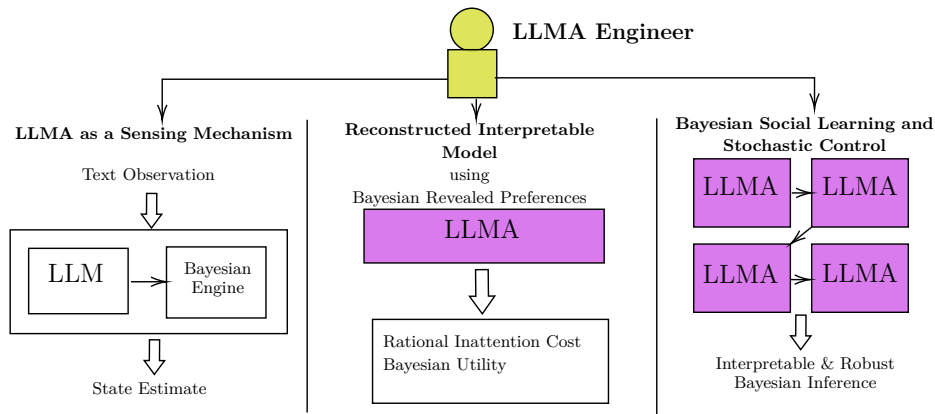 LLMA Engineer
LLMA as a Sensing Mechanism
Text Observation
LLM
Bayesian
Engine
State Estimate
Reconstructed Interpretable
Model
using
Bayesian Revealed Preferences
LLMA
Rational Inattention Cost
Bayesian Utility
Bayesian Social Learning and
Stochastic Control
LLMA
LLMA
LLMA
LLMA
Interpretable & Robust
Bayesian Inference